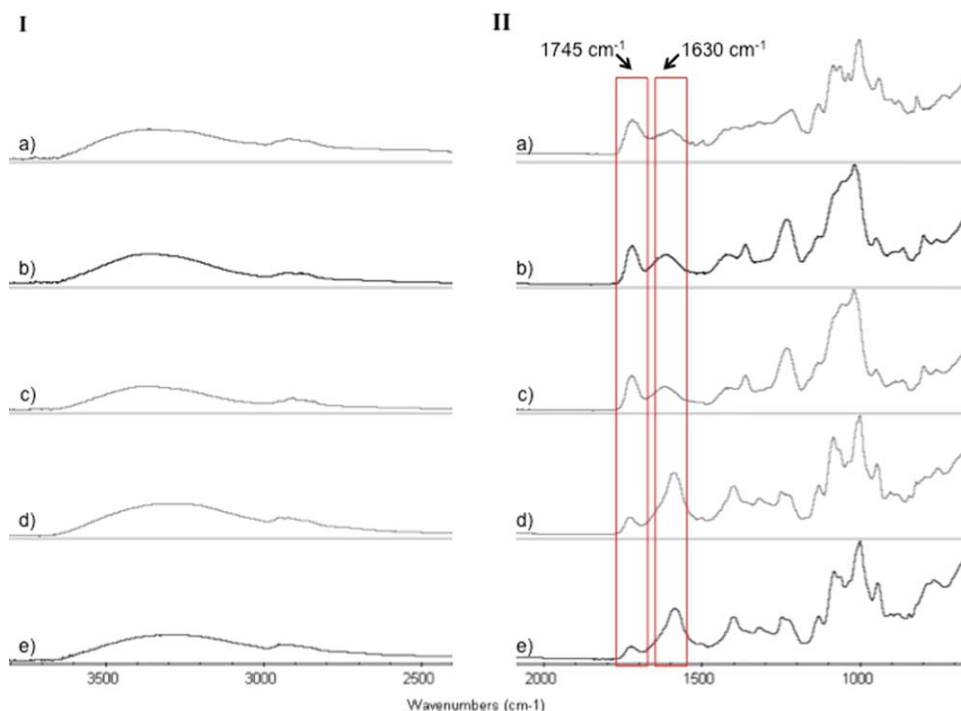 I
II
1745 cm-1
1630 cm-1
a)
a)
b)
b)
c)
c)
d)
d)
e)
e)
3500
3000
2500
2000
1500
1000
Wavenumbers (cm-1)